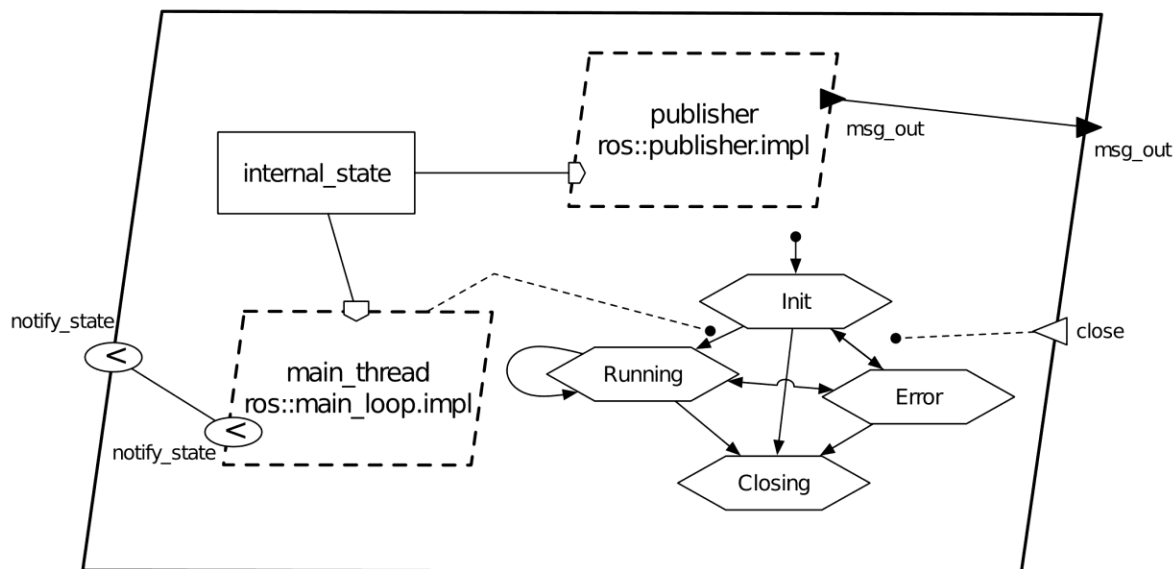 publisher
ros::publisher.impl
msg_out
msg_out
internal_state
Init
notify_state
close
main_thread
ros::main_loop.impl
Running
Error
<
<
notify_state
Closing